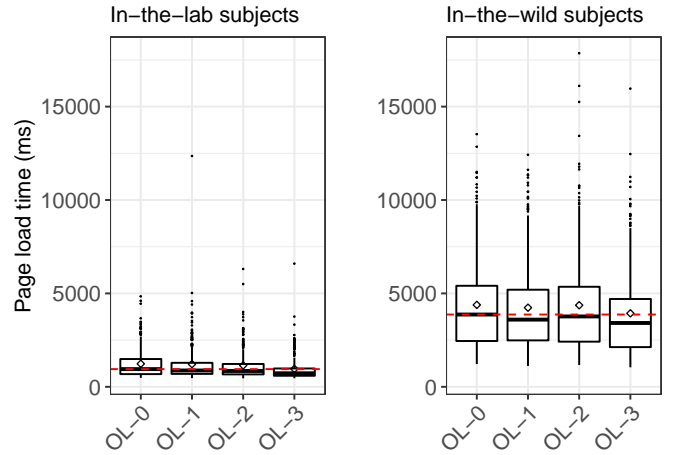 In−the−lab subjects
In−the−wild subjects
Page load time (ms)
15000
10000
5000
0
OL−0
OL−1
OL−2
OL−3
15000
10000
5000
0
OL−0
OL−1
OL−2
OL−3